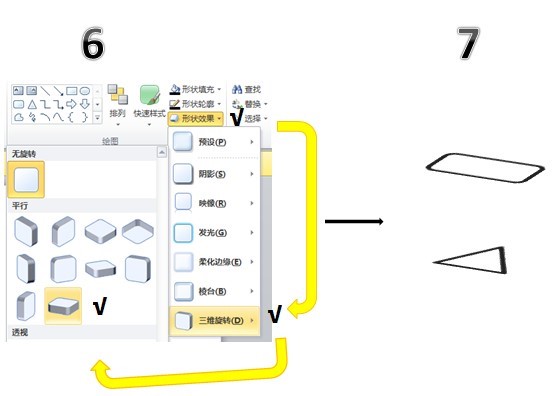 6
7
形状填充
查找
形状轮廓
替换
排列
快速样式
形状效果
√
选择
绘图
无旋转
预设(P)
阴影(S)
平行
映像(R)
发光(G)
柔化边缘(E)
棱台(B)
√
三维旋转(D)
√
透视